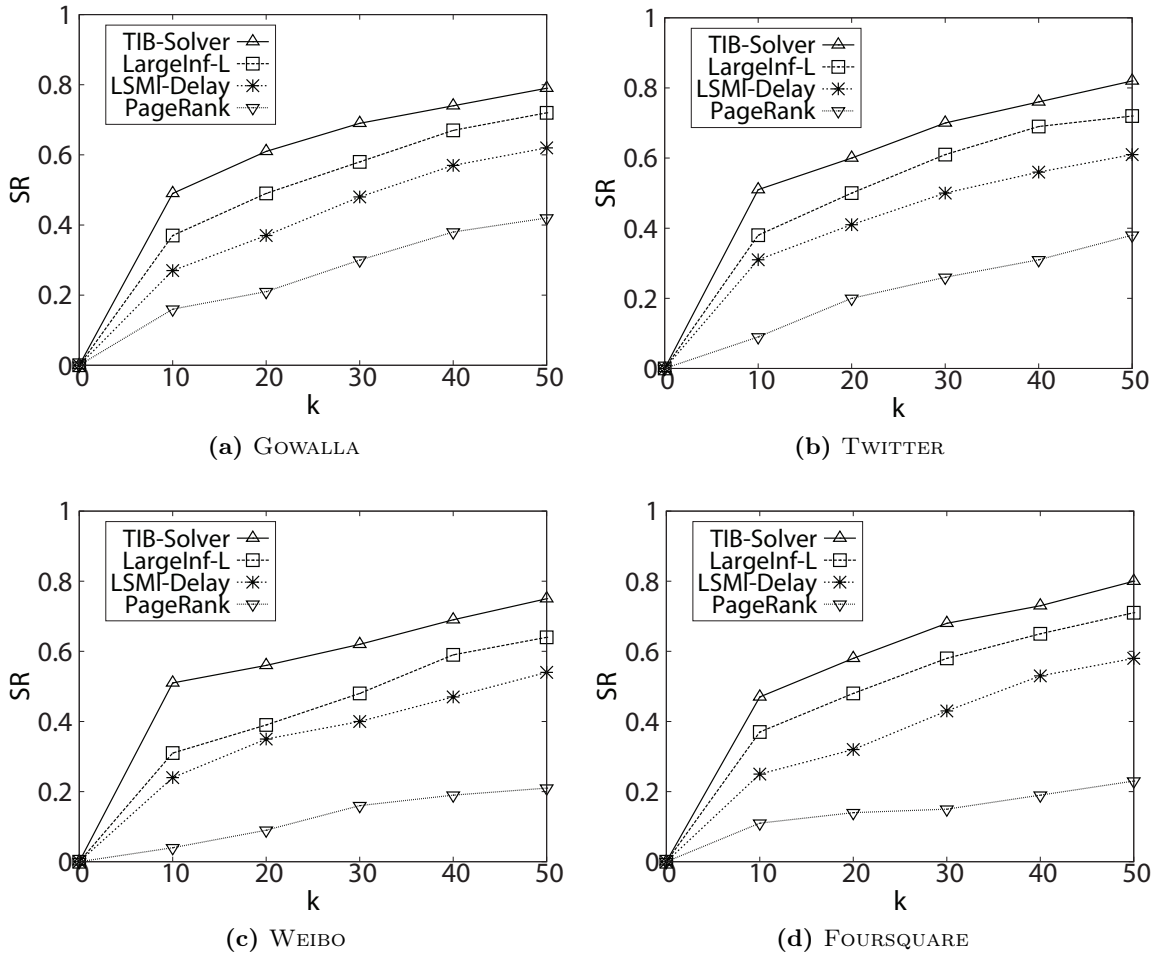 1
0.8
0.6
0.4
0.2
0
SR
TIB-Solver
LargeInf-L
LSMI-Delay
PageRank
0 10 20 30 40 50
k
(a) GOWALLA
1
0.8
0.6
0.4
0.2
0
SR
TIB-Solver
LargeInf-L
LSMI-Delay
PageRank
0 10 20 30 40 50
k
(b) TWITTER
1
0.8
0.6
0.4
0.2
0
SR
TIB-Solver
LargeInf-L
LSMI-Delay
PageRank
0 10 20 30 40 50
k
(c) WEIBO
1
0.8
0.6
0.4
0.2
0
SR
TIB-Solver
LargeInf-L
LSMI-Delay
PageRank
0 10 20 30 40 50
k
(d) FOURSQUARE